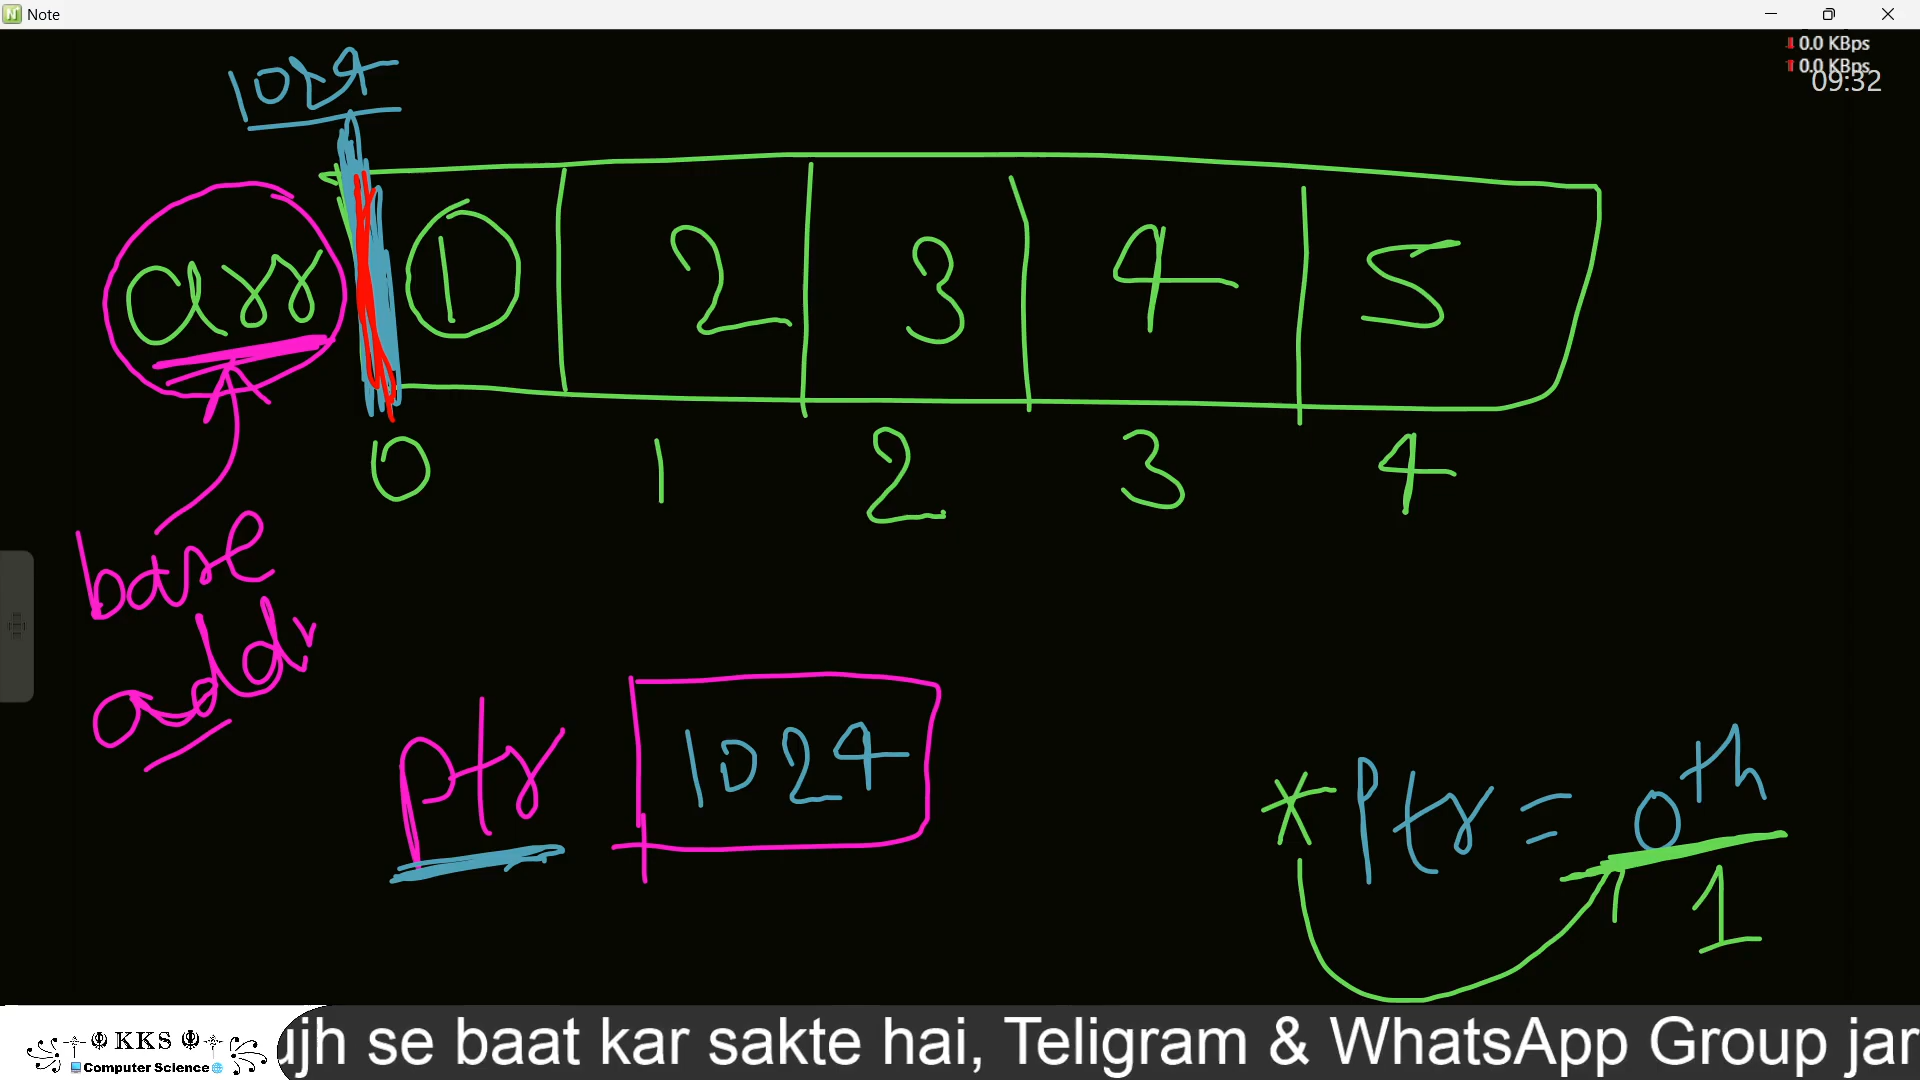 Note
0.0 KBps
0.0 KBps
09:32
1024
arr
1 2 3 4 5
0 1 2 3 4
base
addr
ptr 1024
*Ptr = 0th
1
KKS
Computer Science
ujh se baat kar sakte hai, Teligram & WhatsApp Group jar